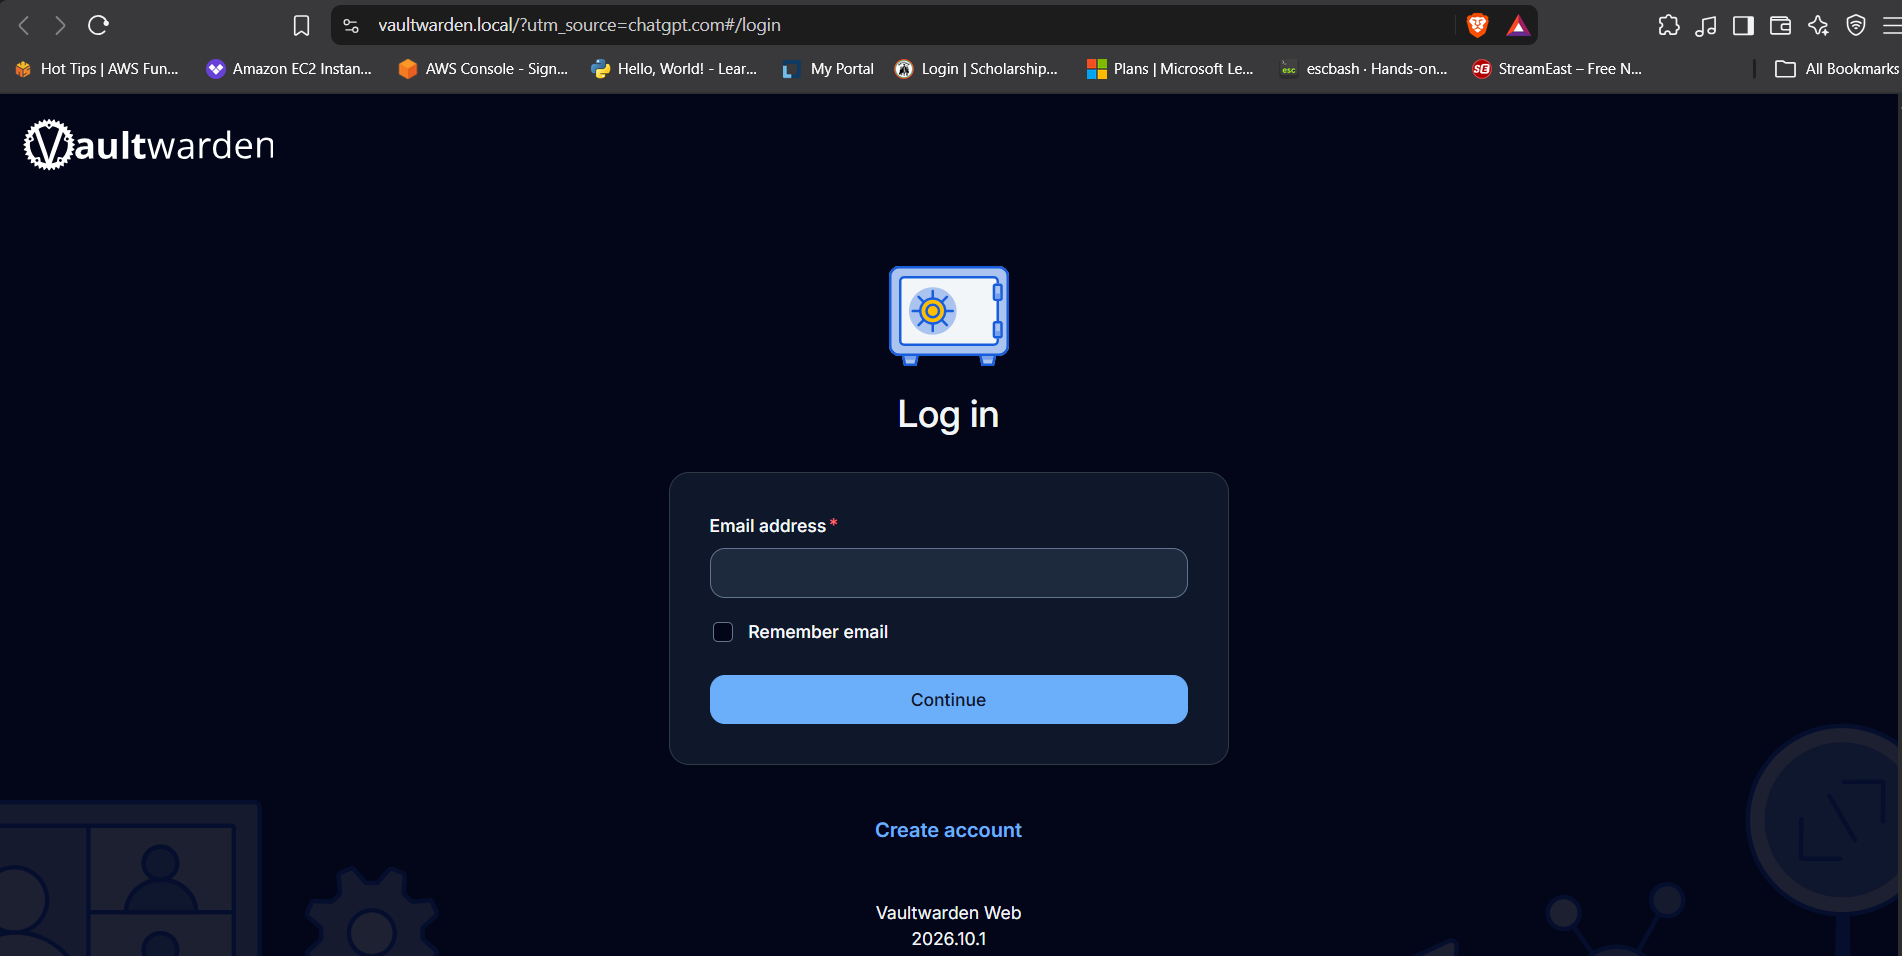 vaultwarden.local/?utm_source=chatgpt.com#/login
Hot Tips | AWS Fun...
Amazon EC2 Instan...
AWS Console - Sign...
Hello, World! - Lear...
My Portal
Login | Scholarship...
Plans | Microsoft Le...
esc
escbash · Hands-on...
SE
StreamEast – Free N...
All Bookmarks
Vaultwarden
Log in
Email address*
Remember email
Continue
Create account
Vaultwarden Web
2026.10.1